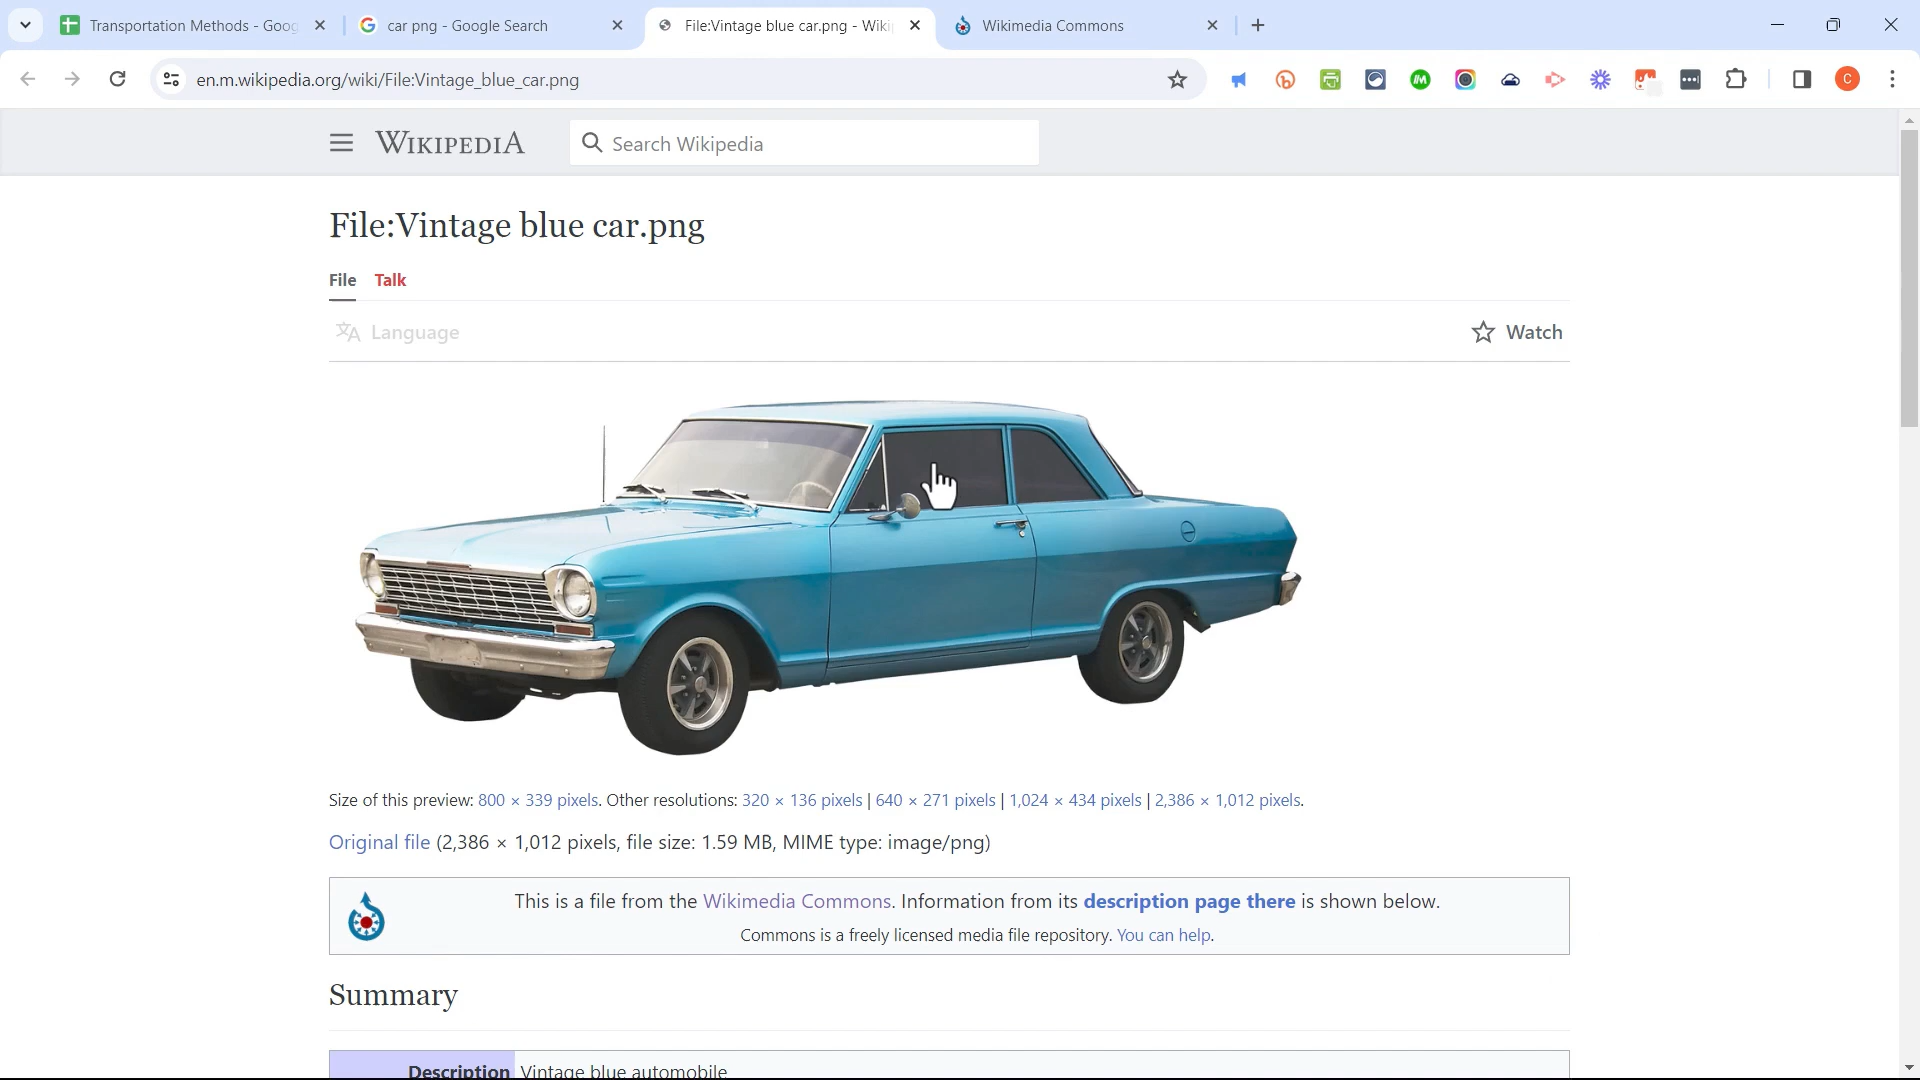 Transportation Methods - Goog
car png - Google Search
File:Vintage blue car.png - Wiki
Wikimedia Commons
en.m.wikipedia.org/wiki/File:Vintage_blue_car.png
C
WIKIPEDIA
Search Wikipedia
File:Vintage blue car.png
File Talk
Language
Watch
Size of this preview: 800 × 339 pixels. Other resolutions: 320 × 136 pixels | 640 × 271 pixels | 1,024 × 434 pixels | 2,386 × 1,012 pixels.
Original file (2,386 × 1,012 pixels, file size: 1.59 MB, MIME type: image/png)
This is a file from the Wikimedia Commons. Information from its description page there is shown below.
Commons is a freely licensed media file repository. You can help.
Summary
Description Vintage blue automobile